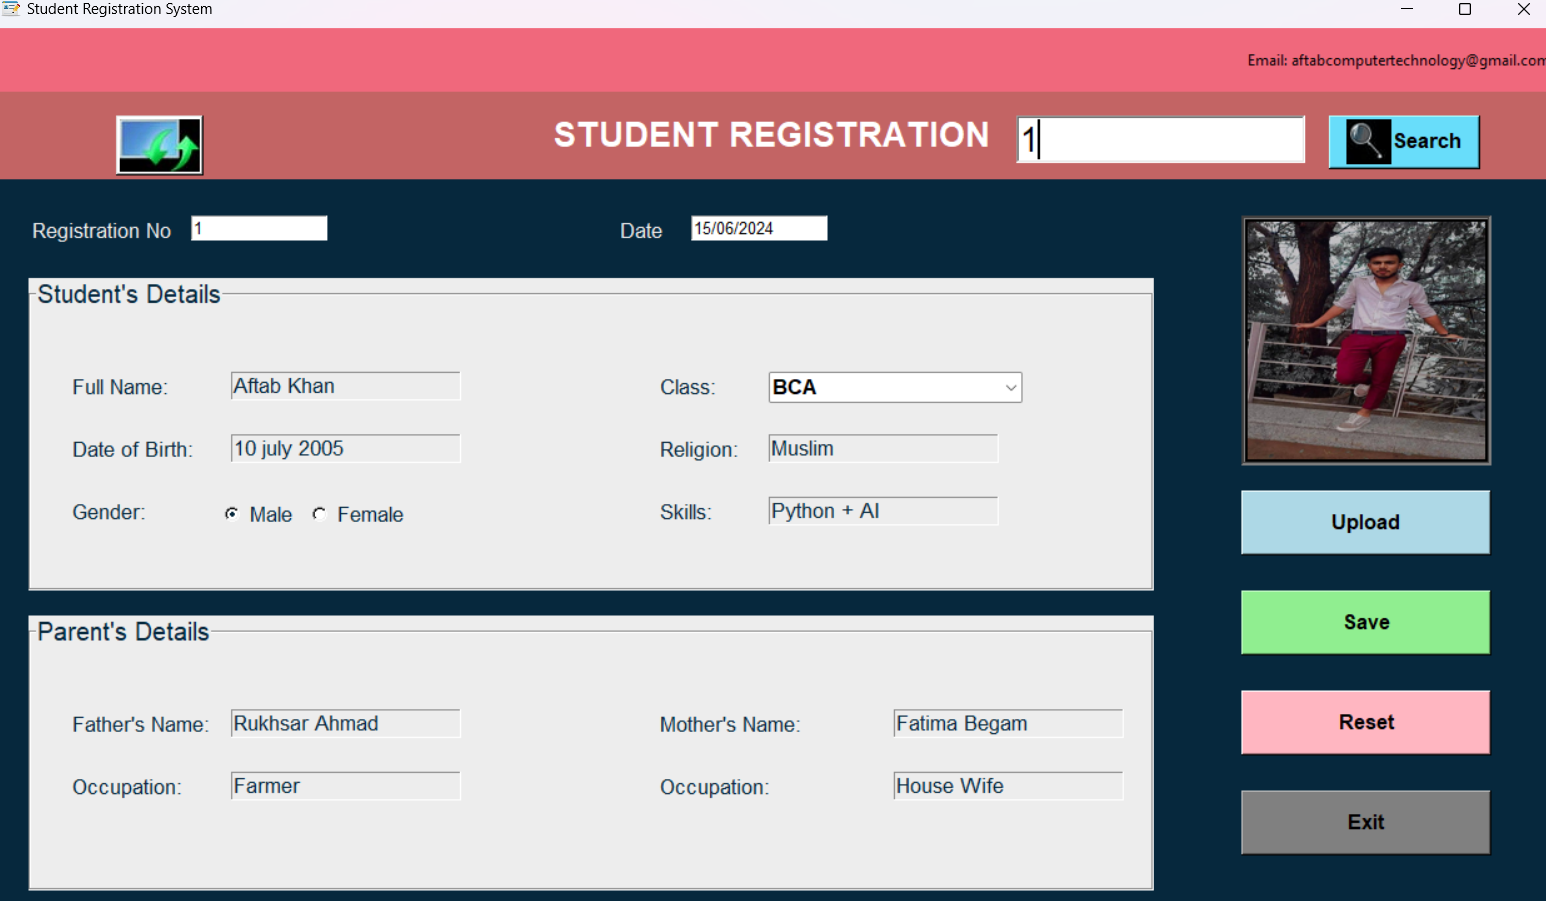 Student Registration System
Email: aftabcomputertechnology@gmail.com
STUDENT REGISTRATION
1
Search
Registration No 1
Date 15/06/2024
Student's Details
Full Name: Aftab Khan
Class: BCA
Date of Birth: 10 july 2005
Religion: Muslim
Gender: Male Female
Skills: Python + AI
Upload
Save
Parent's Details
Father's Name: Rukhsar Ahmad
Mother's Name: Fatima Begam
Occupation: Farmer
Occupation: House Wife
Reset
Exit